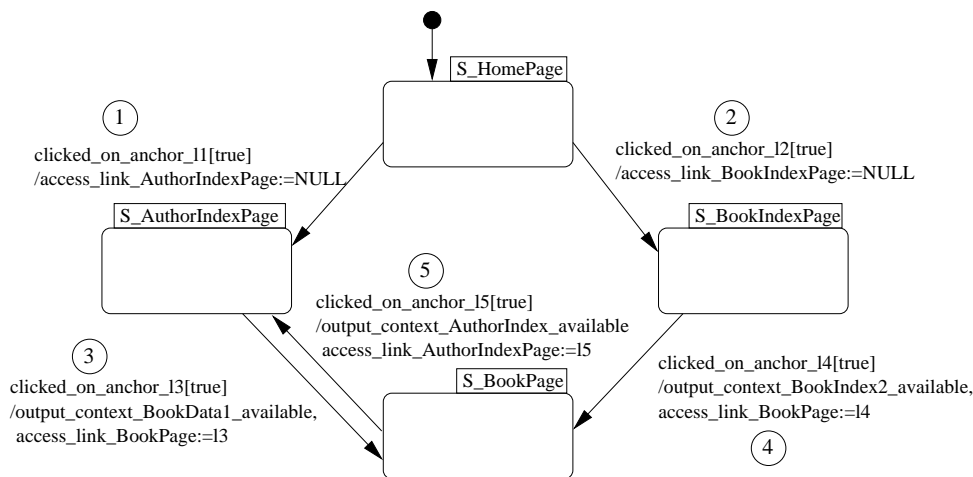 S_HomePage
1
clicked_on_anchor_l1[true]
/access_link_AuthorIndexPage:=NULL
2
clicked_on_anchor_l2[true]
/access_link_BookIndexPage:=NULL
S_AuthorIndexPage
S_BookIndexPage
5
clicked_on_anchor_l5[true]
/output_context_AuthorIndex_available
access_link_AuthorIndexPage:=l5
3
clicked_on_anchor_l3[true]
/output_context_BookData1_available,
access_link_BookPage:=l3
S_BookPage
clicked_on_anchor_l4[true]
/output_context_BookIndex2_available,
access_link_BookPage:=l4
4